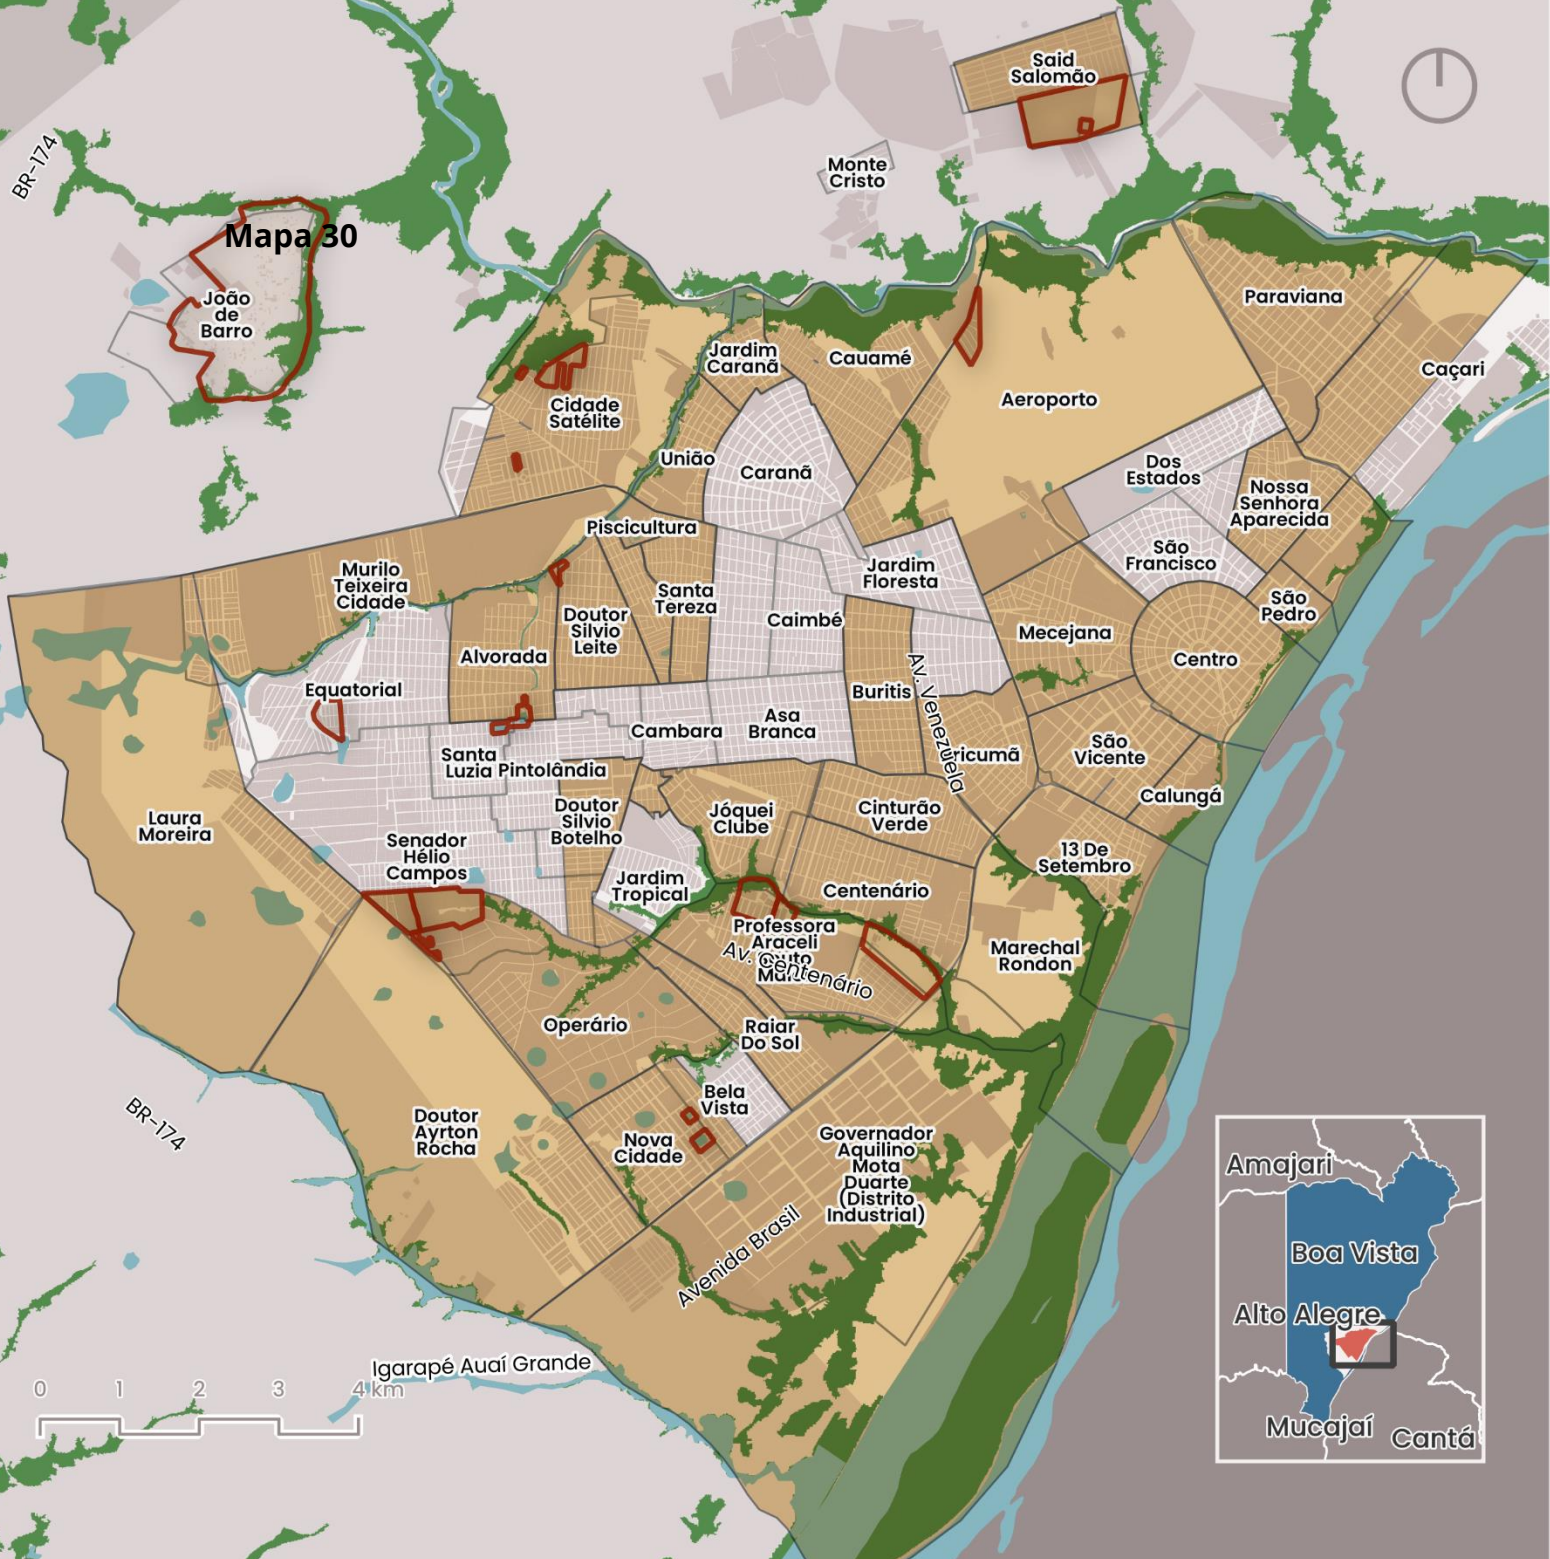 Said
Salomão
BR-174
Monte
Cristo
Mapa 30
João
de
Barro
Paraviana
Jardim
Caranã
Cauamé
Caçari
Aeroporto
Cidade
Satélite
União
Caranã
Dos
Estados
Nossa
Senhora
Aparecida
Piscicultura
São
Francisco
Murilo
Teixeira
Cidade
Jardim
Floresta
Santa
Tereza
São
Pedro
Doutor
Silvio
Leite
Caimbé
Mecejana
Alvorada
Centro
Equatorial
Buritis
Av. Venezuela
Cambara
Asa
Branca
São
Vicente
Santa
Luzia
Pintolândia
ricumã
Calungá
Laura
Moreira
Doutor
Silvio
Botelho
Jóquei
Clube
Cinturão
Verde
Senador
Hélio
Campos
13 De
Setembro
Jardim
Tropical
Centenário
Professora
Araceli
Av. Centenário
Marechal
Rondon
Operário
Raiar
Do Sol
BR-174
Doutor
Ayrton
Rocha
Bela
Vista
Nova
Cidade
Governador
Aquilino
Mota
Duarte
(Distrito
Industrial)
Avenida Brasil
Igarapé Auaí Grande
0 1 2 3 4 km
Amajari
Boa Vista
Alto Alegre
Mucajaí
Cantá